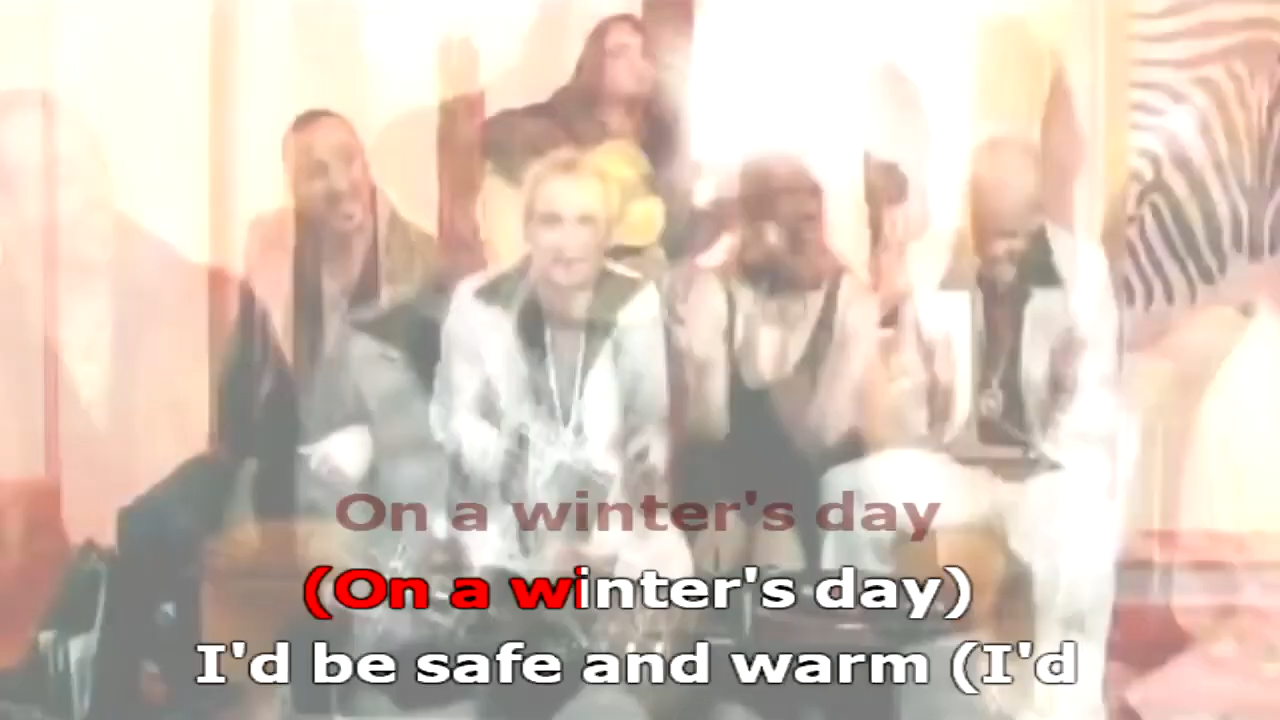 On a winter's day
(On a winter's day)
I'd be safe and warm (I'd